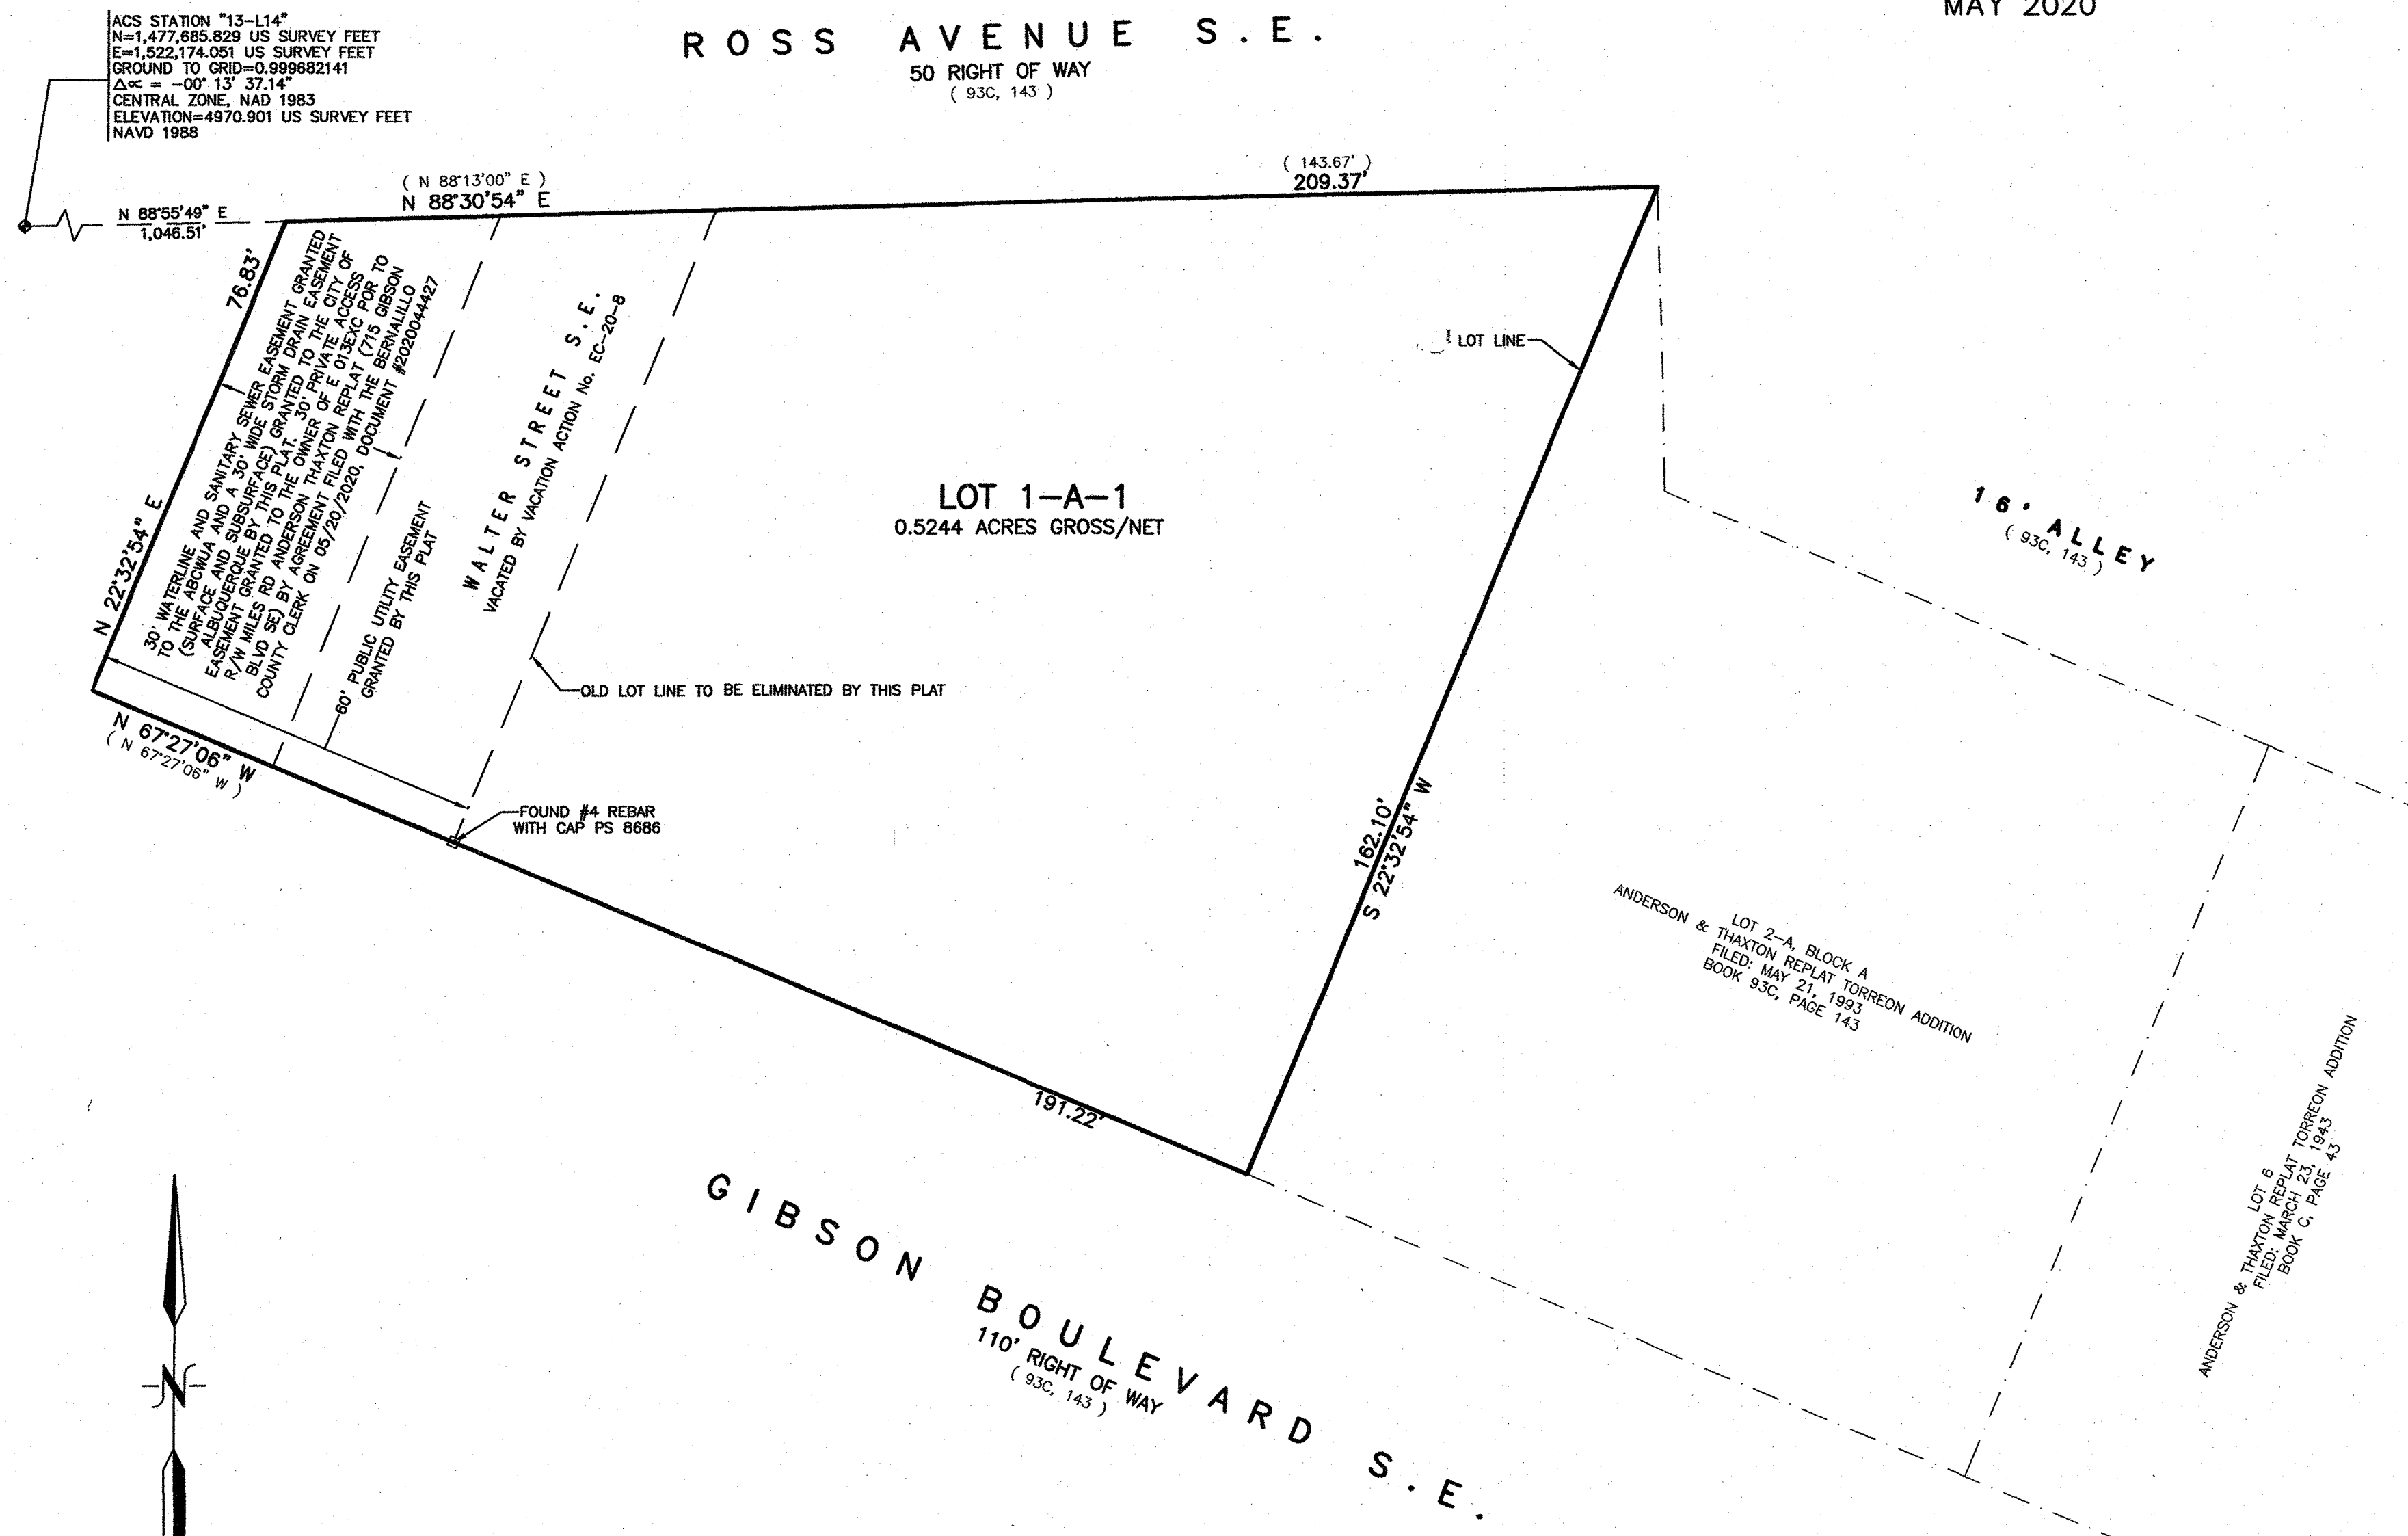 MAY 2020
ACS STATION "13-L14"
N=1,477,685.829 US SURVEY FEET
E=1,522,174.051 US SURVEY FEET
GROUND TO GRID=0.999682141
Δ∝ = -00° 13' 37.14"
CENTRAL ZONE, NAD 1983
ELEVATION=4970.901 US SURVEY FEET
NAVD 1988
ROSS AVENUE S.E.
50 RIGHT OF WAY
( 93C, 143 )
( N 88°13'00" E )
N 88°30'54" E
( 143.67' )
209.37'
N 88°55'49" E
1,046.51'
76.83'
N 22°32'54" E
30' WATERLINE AND SANITARY SEWER EASEMENT GRANTED
TO THE ABCWUA AND A 30' WIDE STORM DRAIN EASEMENT
(SURFACE AND SUBSURFACE) GRANTED TO THE CITY OF
ALBUQUERQUE BY THIS PLAT. 30' PRIVATE ACCESS
EASEMENT GRANTED TO THE OWNER OF E 013EXC POR TO
R/W MILES RD ANDERSON THAXTON REPLAT (715 GIBSON
BLVD SE) BY AGREEMENT FILED WITH THE BERNALILLO
COUNTY CLERK ON 05/20/2020, DOCUMENT #2020044427
60' PUBLIC UTILITY EASEMENT
GRANTED BY THIS PLAT
WALTER STREET S.E.
VACATED BY VACATION ACTION No. EC-20-8
LOT LINE
LOT 1-A-1
0.5244 ACRES GROSS/NET
OLD LOT LINE TO BE ELIMINATED BY THIS PLAT
N 67°27'06" W
( N 67°27'06" W )
FOUND #4 REBAR
WITH CAP PS 8686
162.10'
S 22°32'54" W
191.22'
16' ALLEY
( 93C, 143 )
LOT 2-A, BLOCK A
ANDERSON & THAXTON REPLAT TORREON ADDITION
FILED: MAY 21, 1993
BOOK 93C, PAGE 143
LOT 6
ANDERSON & THAXTON REPLAT TORREON ADDITION
FILED: MARCH 23, 1943
BOOK C, PAGE 43
GIBSON BOULEVARD S.E.
110' RIGHT OF WAY
( 93C, 143 )
N